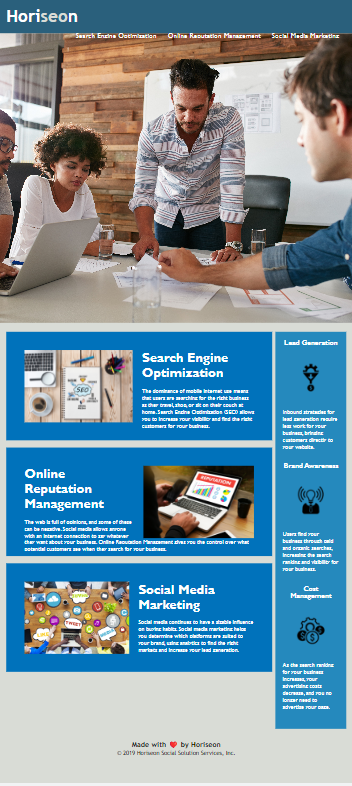 Horiseon
Search Engine Optimization Online Reputation Management Social Media Marketing
Search Engine
Optimization
The dominance of mobile internet use means
that users are searching for the right business
as they travel, shop, or sit on their couch at
home. Search Engine Optimization (SEO) allows
you to increase your visibility and find the right
customers for your business.
SEO
Online
Reputation
Management
The web is full of opinions, and some of these
can be negative. Social media allows anyone
with an internet connection to say whatever
they want about your business. Online Reputation Management gives you the control over what
potential customers see when they search for your business.
REPUTATION
Social Media
Marketing
Social media continues to have a sizable influence
on buying habits. Social media marketing helps
you determine which platforms are suited to
your brand, using analytics to find the right
markets and increase your lead generation.
TWEET
Lead Generation
Inbound strategies for
lead generation require
less work for your
business, bringing
customers directly to
your website.
Brand Awareness
Users find your
business through paid
and organic searches,
increasing the search
ranking and visibility for
your business.
Cost
Management
As the search ranking
for your business
increases, your
advertising costs
decrease, and you no
longer need to
advertise your page.
Made with ❤️ by Horiseon
© 2019 Horiseon Social Solution Services, Inc.